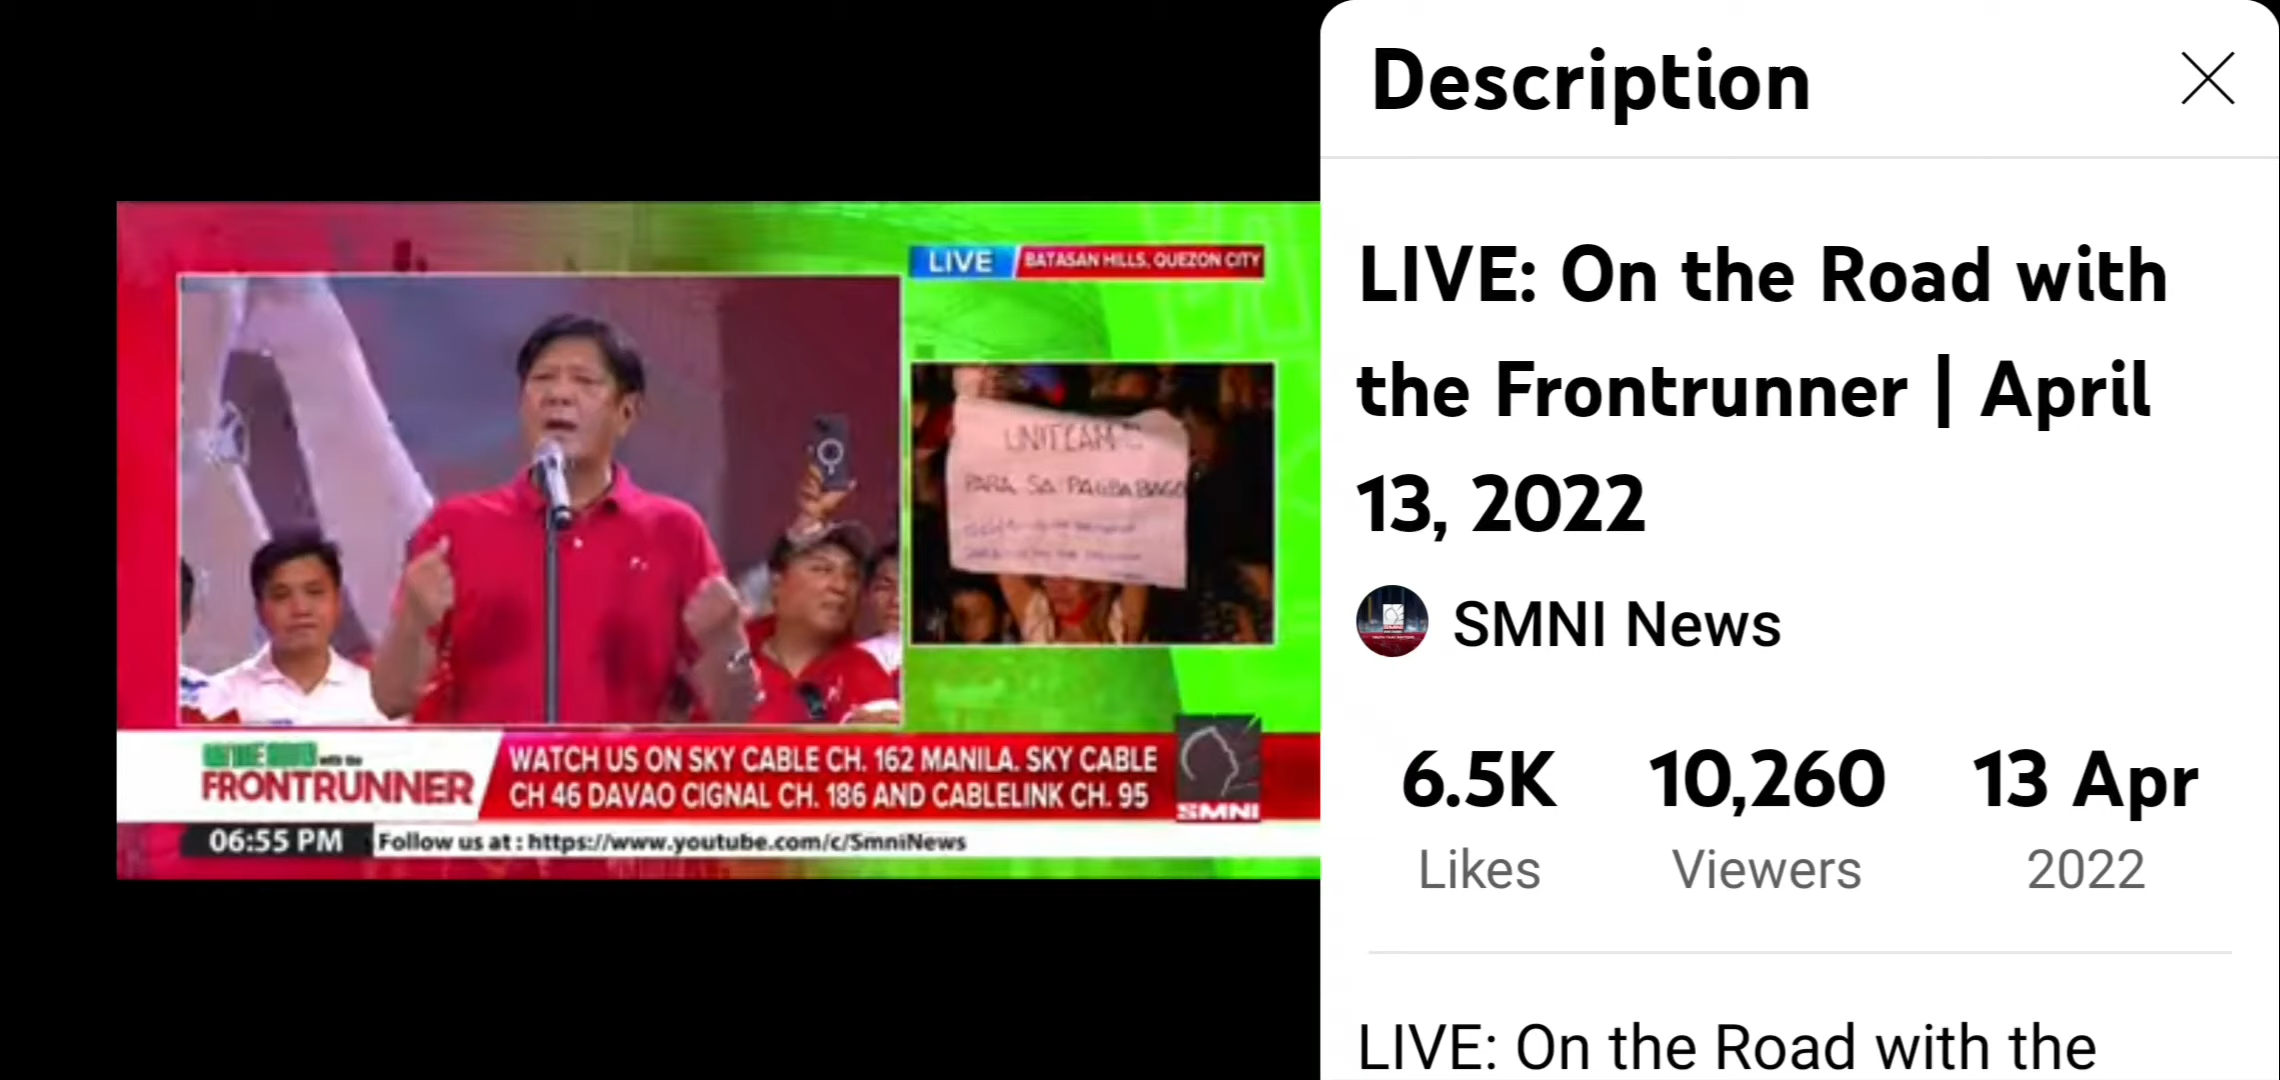 LIVE
BATASAN HILLS, QUEZON CITY
PARA SA PAGBABAGO
with the
FRONTRUNNER
WATCH US ON SKY CABLE CH. 162 MANILA. SKY CABLE
CH 46 DAVAO CIGNAL CH. 186 AND CABLELINK CH. 95
SMNI
06:55 PM
Follow us at : https://www.youtube.com/c/SmniNews
Description
LIVE: On the Road with
the Frontrunner | April
13, 2022
SMNI News
6.5K
10,260
13 Apr
Likes
Viewers
2022
LIVE: On the Road with the